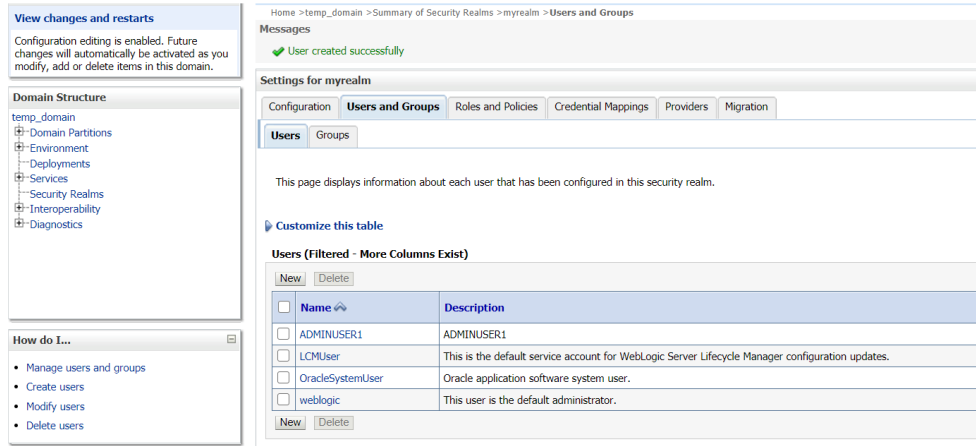 View changes and restarts
Configuration editing is enabled. Future
changes will automatically be activated as you
modify, add or delete items in this domain.
Domain Structure
temp_domain
Domain Partitions
Environment
Deployments
Services
Security Realms
Interoperability
Diagnostics
How do I...
Manage users and groups
Create users
Modify users
Delete users
Home >temp_domain >Summary of Security Realms >myrealm >Users and Groups
Messages
User created successfully
Settings for myrealm
Configuration Users and Groups Roles and Policies Credential Mappings Providers Migration
Users Groups
This page displays information about each user that has been configured in this security realm.
Customize this table
Users (Filtered - More Columns Exist)
New Delete
Name Description
ADMINUSER1 ADMINUSER1
LCMUser This is the default service account for WebLogic Server Lifecycle Manager configuration updates.
OracleSystemUser Oracle application software system user.
weblogic This user is the default administrator.
New Delete